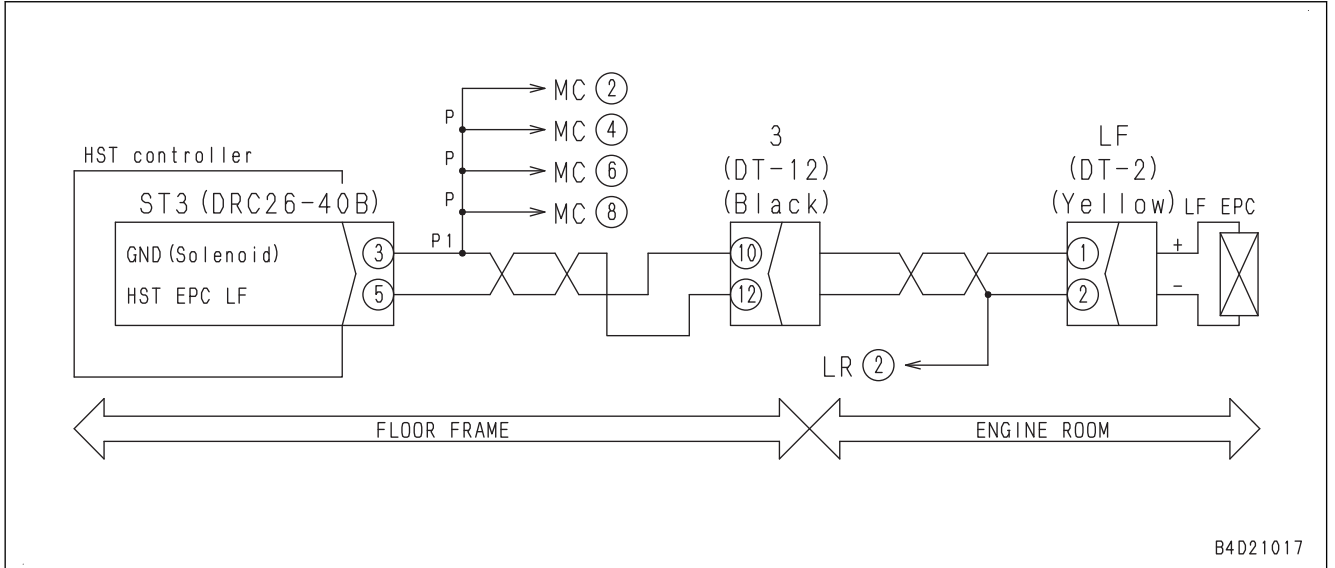 MC ②
P
MC ④
P
MC ⑥
P
MC ⑧
P1
HST controller
ST3 (DRC26-40B)
GND (Solenoid)
③
HST EPC LF
⑤
3
(DT-12)
(Black)
⑩
⑫
LF
(DT-2)
(Yellow)
①
②
LF EPC
+
-
LR ②
FLOOR FRAME
ENGINE ROOM
B4D21017